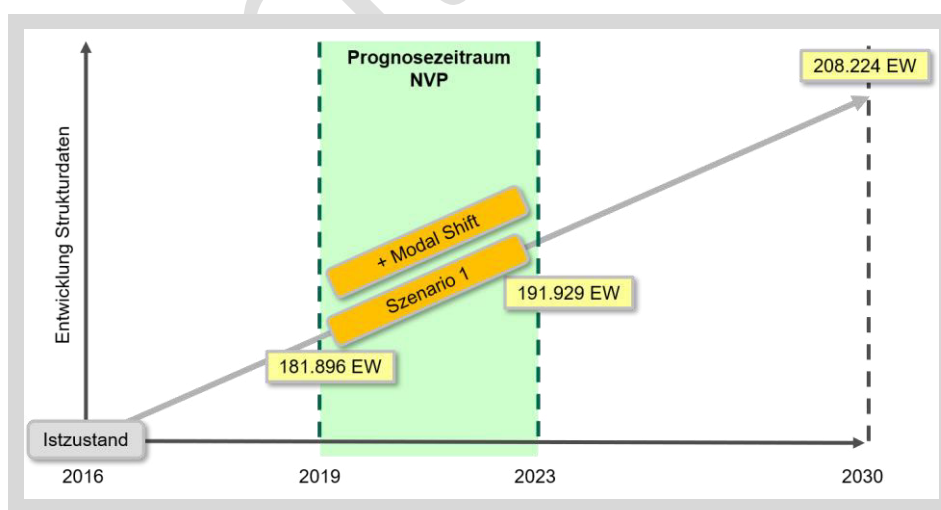 Prognosezeitraum
NVP
208.224 EW
Entwicklung Strukturdaten
+ Modal Shift
Szenario 1
191.929 EW
181.896 EW
Istzustand
2016
2019
2023
2030